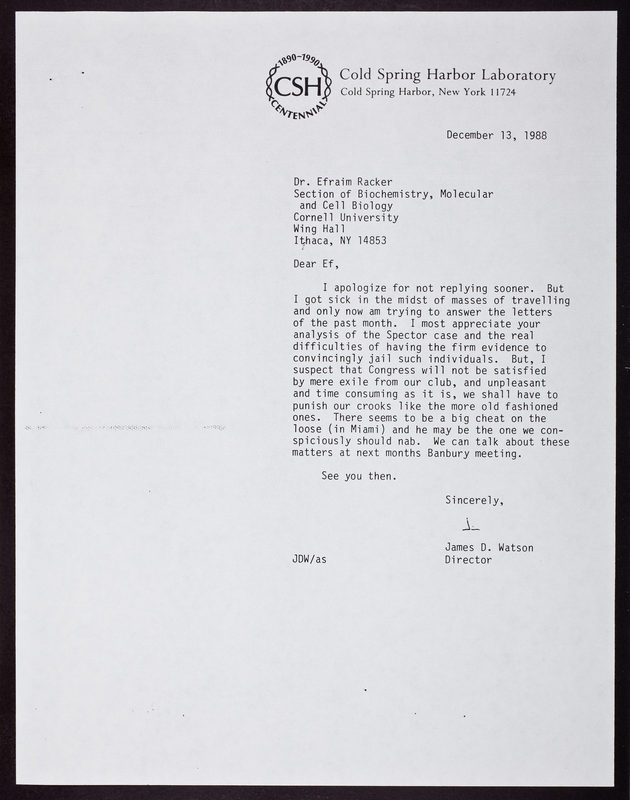 1890-1990
CSH
CENTENNIAL
Cold Spring Harbor Laboratory
Cold Spring Harbor, New York 11724
December 13, 1988
Dr. Efraim Racker
Section of Biochemistry, Molecular
and Cell Biology
Cornell University
Wing Hall
Ithaca, NY 14853
Dear Ef,
I apologize for not replying sooner. But
I got sick in the midst of masses of travelling
and only now am trying to answer the letters
of the past month. I most appreciate your
analysis of the Spector case and the real
difficulties of having the firm evidence to
convincingly jail such individuals. But, I
suspect that Congress will not be satisfied
by mere exile from our club, and unpleasant
and time consuming as it is, we shall have to
punish our crooks like the more old fashioned
ones. There seems to be a big cheat on the
loose (in Miami) and he may be the one we con-
spiciously should nab. We can talk about these
matters at next months Banbury meeting.
See you then.
Sincerely,
James D. Watson
JDW/as
Director